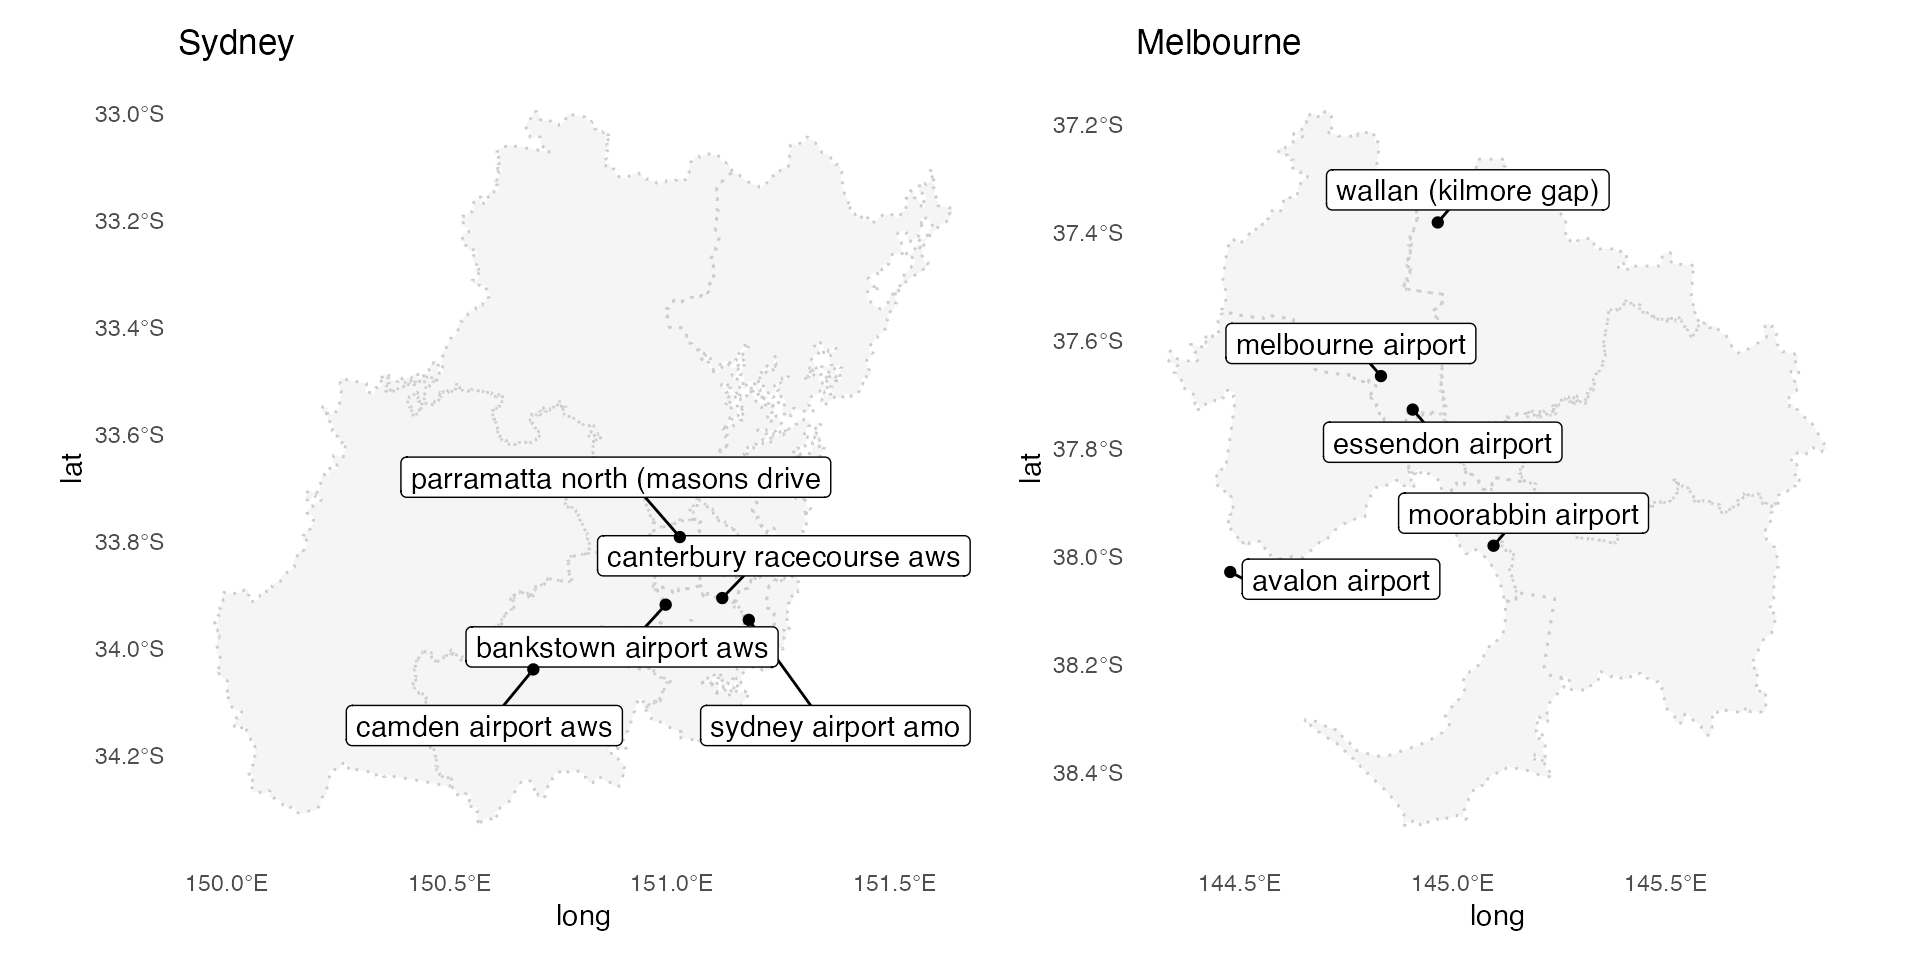 Sydney
33.0°S
33.2°S
33.4°S
33.6°S
33.8°S
34.0°S
34.2°S
lat
parramatta north (masons drive
canterbury racecourse aws
bankstown airport aws
camden airport aws
sydney airport amo
150.0°E
150.5°E
151.0°E
151.5°E
long
Melbourne
37.2°S
37.4°S
37.6°S
37.8°S
38.0°S
38.2°S
38.4°S
lat
wallan (kilmore gap)
melbourne airport
essendon airport
moorabbin airport
avalon airport
144.5°E
145.0°E
145.5°E
long